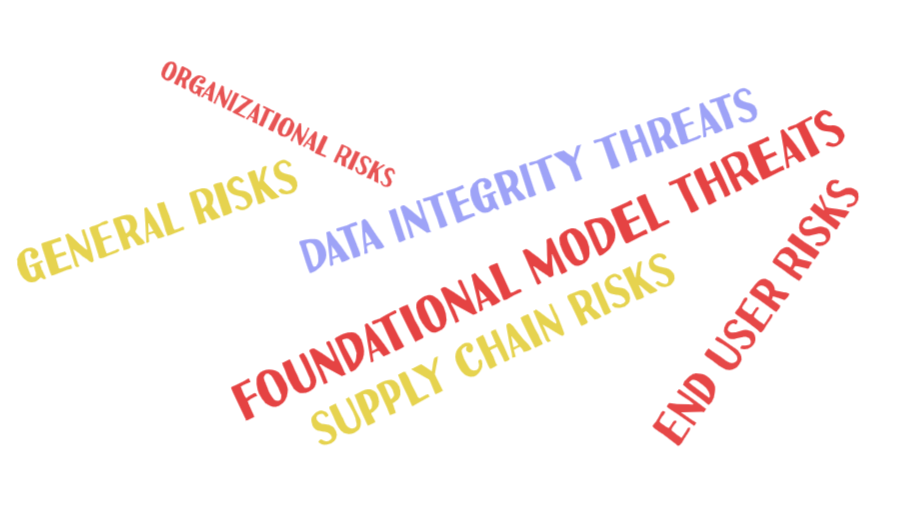 ORGANIZATIONAL RISKS
GENERAL RISKS
DATA INTEGRITY THREATS
FOUNDATIONAL MODEL THREATS
SUPPLY CHAIN RISKS
END USER RISKS